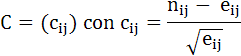 C = (c_ij) con c_ij = (n_ij − e_ij) / √e_ij